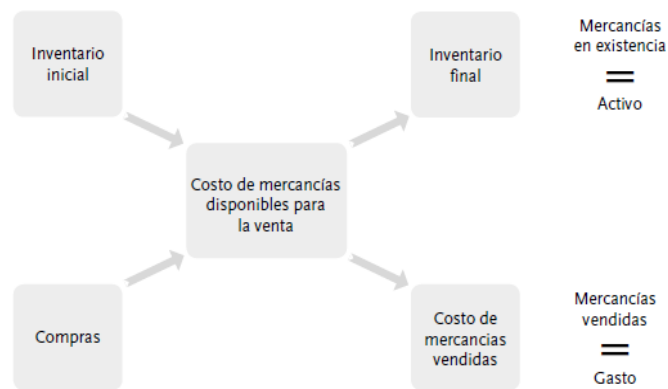 Inventario
inicial
Inventario
final
Mercancías
en existencia
=
Activo
Costo de mercancías
disponibles para
la venta
Compras
Costo de
mercancias
vendidas
Mercancías
vendidas
=
Gasto